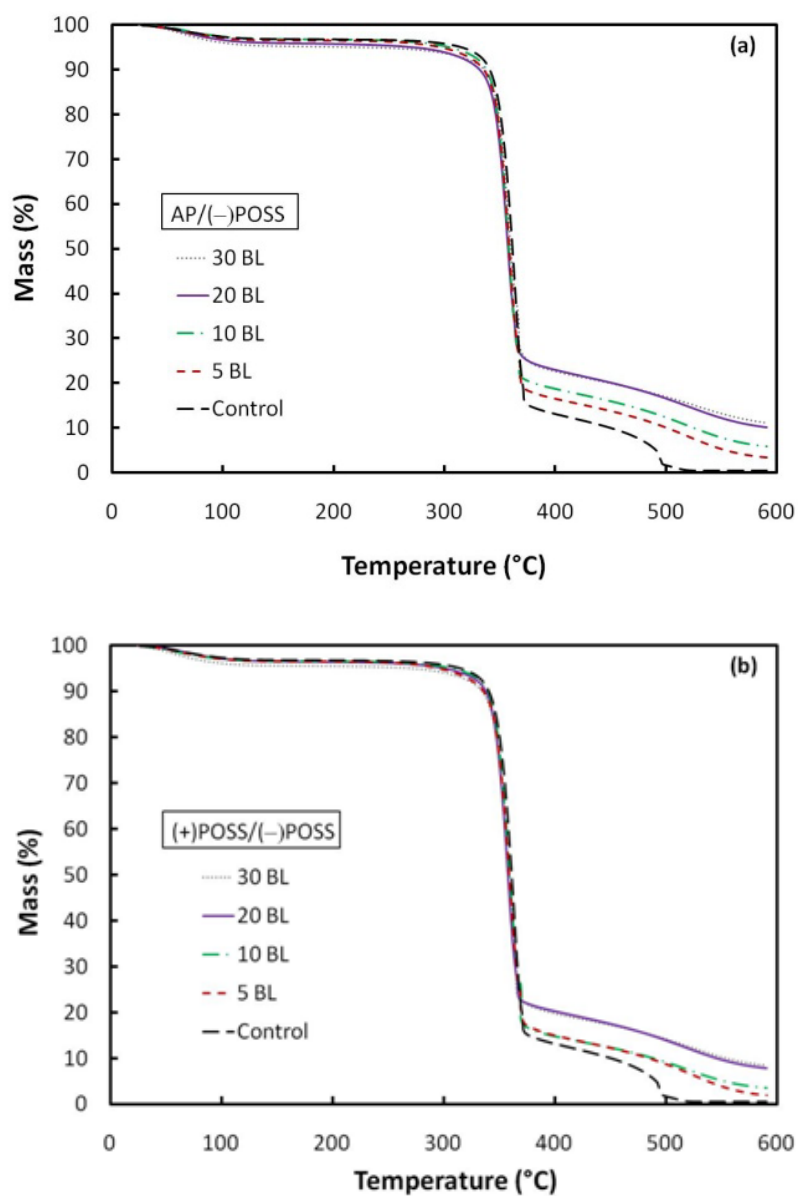 100
90
80
70
60
50
40
30
20
10
0
Mass (%)
(a)
AP/(−)POSS
30 BL
20 BL
10 BL
5 BL
Control
0 100 200 300 400 500 600
Temperature (°C)
100
90
80
70
60
50
40
30
20
10
0
Mass (%)
(b)
(+)POSS/(−)POSS
30 BL
20 BL
10 BL
5 BL
Control
0 100 200 300 400 500 600
Temperature (°C)